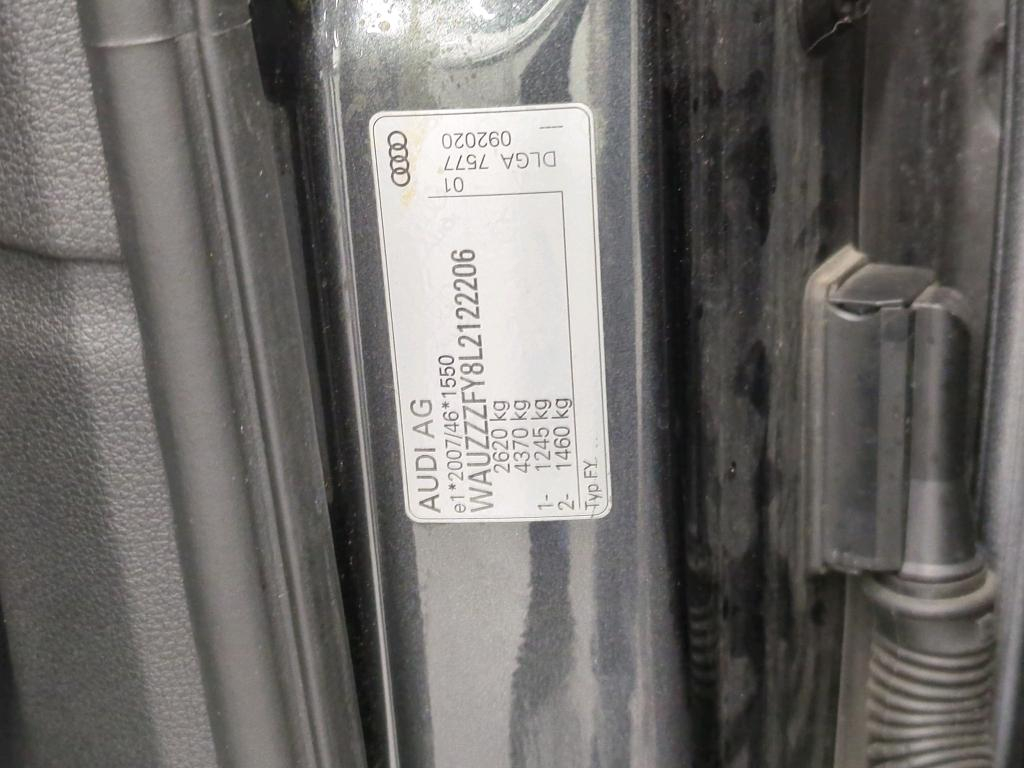 AUDI AG
e1*2007/46*1550
WAUZZZFY8L2122206
2620 kg
4370 kg
1- 1245 kg
2- 1460 kg
Typ FY
01
DLGA 7577
092020